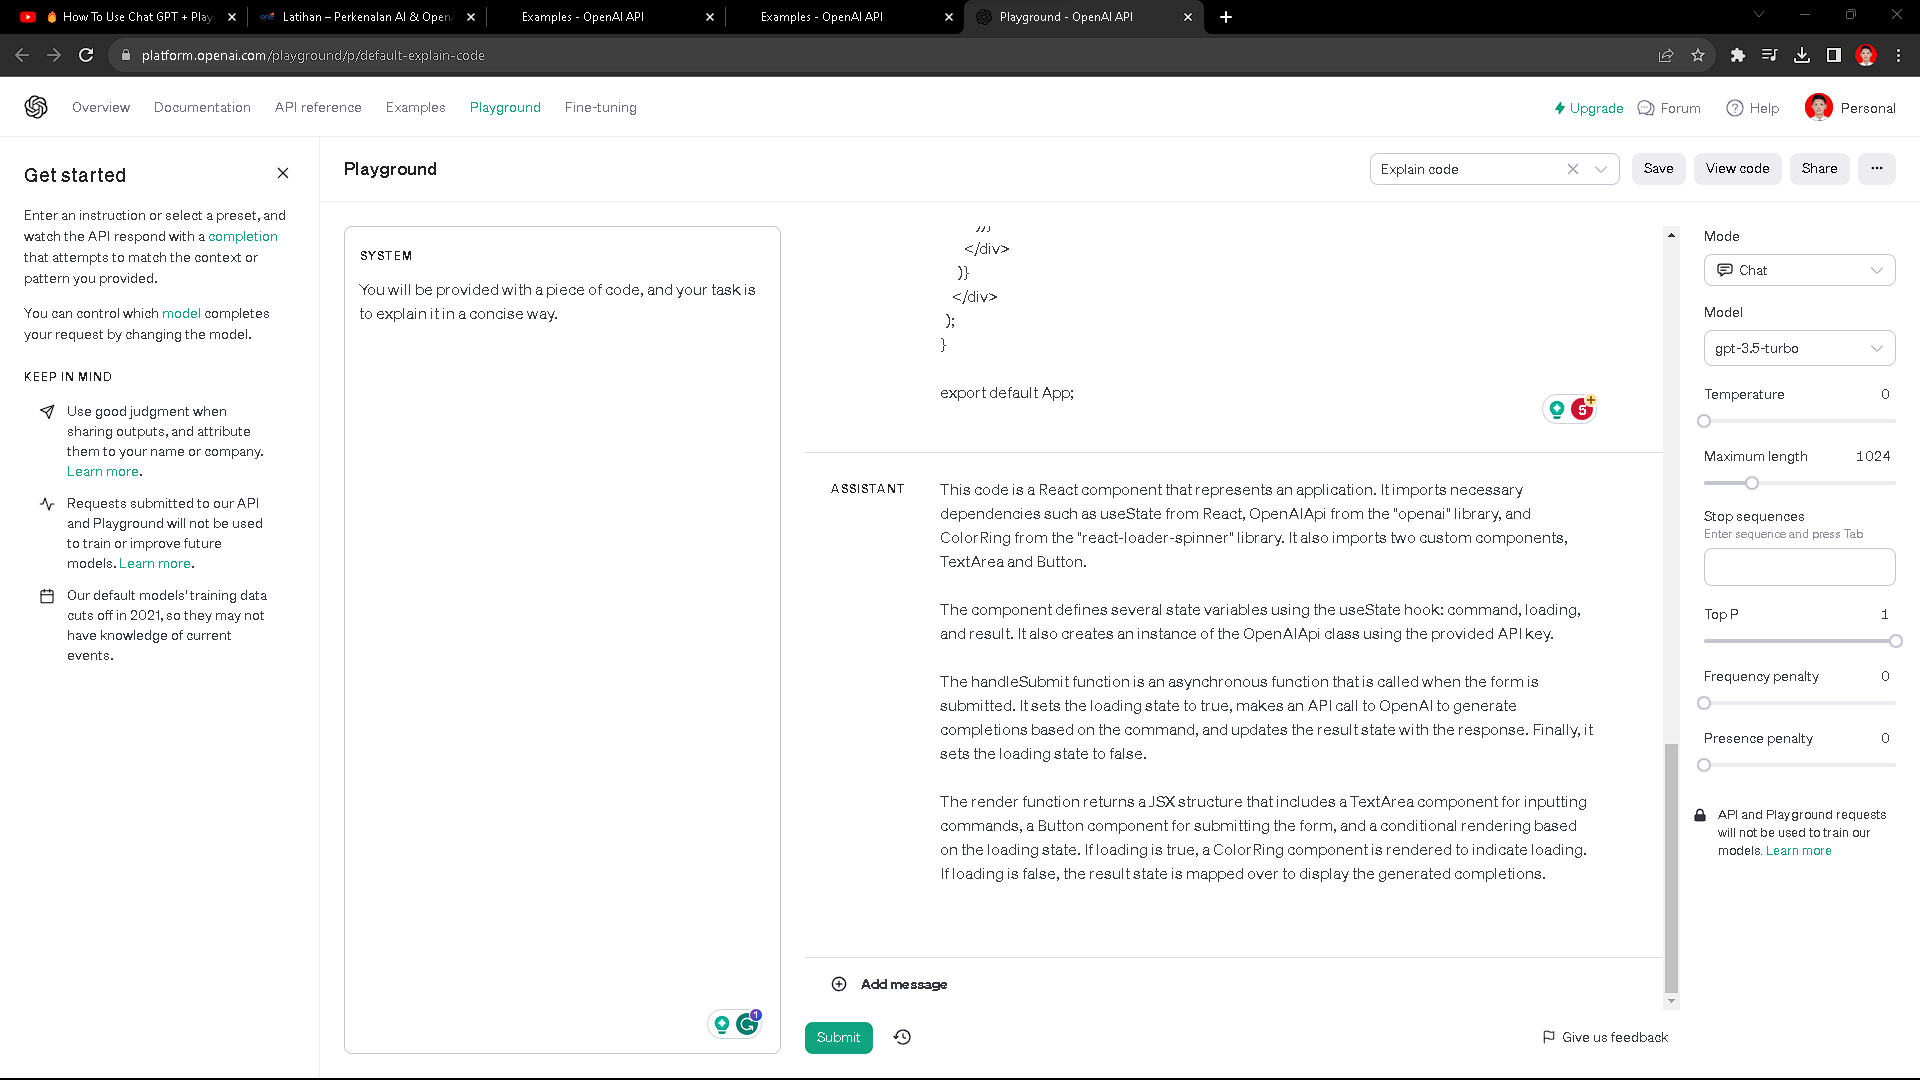 How To Use Chat GPT + Play
Latihan – Perkenalan AI & Open
Examples - OpenAI API
Examples - OpenAI API
Playground - OpenAI API
platform.openai.com/playground/p/default-explain-code
Overview
Documentation
API reference
Examples
Playground
Fine-tuning
Upgrade
Forum
Help
Personal
Get started
Enter an instruction or select a preset, and
watch the API respond with a completion
that attempts to match the context or
pattern you provided.
You can control which model completes
your request by changing the model.
KEEP IN MIND
Use good judgment when
sharing outputs, and attribute
them to your name or company.
Learn more.
Requests submitted to our API
and Playground will not be used
to train or improve future
models. Learn more.
Our default models' training data
cuts off in 2021, so they may not
have knowledge of current
events.
Playground
Explain code
Save
View code
Share
SYSTEM
You will be provided with a piece of code, and your task is
to explain it in a concise way.
</div>
)}
</div>
);
}
export default App;
5
ASSISTANT
This code is a React component that represents an application. It imports necessary
dependencies such as useState from React, OpenAIApi from the "openai" library, and
ColorRing from the "react-loader-spinner" library. It also imports two custom components,
TextArea and Button.
The component defines several state variables using the useState hook: command, loading,
and result. It also creates an instance of the OpenAIApi class using the provided API key.
The handleSubmit function is an asynchronous function that is called when the form is
submitted. It sets the loading state to true, makes an API call to OpenAI to generate
completions based on the command, and updates the result state with the response. Finally, it
sets the loading state to false.
The render function returns a JSX structure that includes a TextArea component for inputting
commands, a Button component for submitting the form, and a conditional rendering based
on the loading state. If loading is true, a ColorRing component is rendered to indicate loading.
If loading is false, the result state is mapped over to display the generated completions.
Add message
1
Submit
Give us feedback
Mode
Chat
Model
gpt-3.5-turbo
Temperature 0
Maximum length 1024
Stop sequences
Enter sequence and press Tab
Top P 1
Frequency penalty 0
Presence penalty 0
API and Playground requests
will not be used to train our
models. Learn more